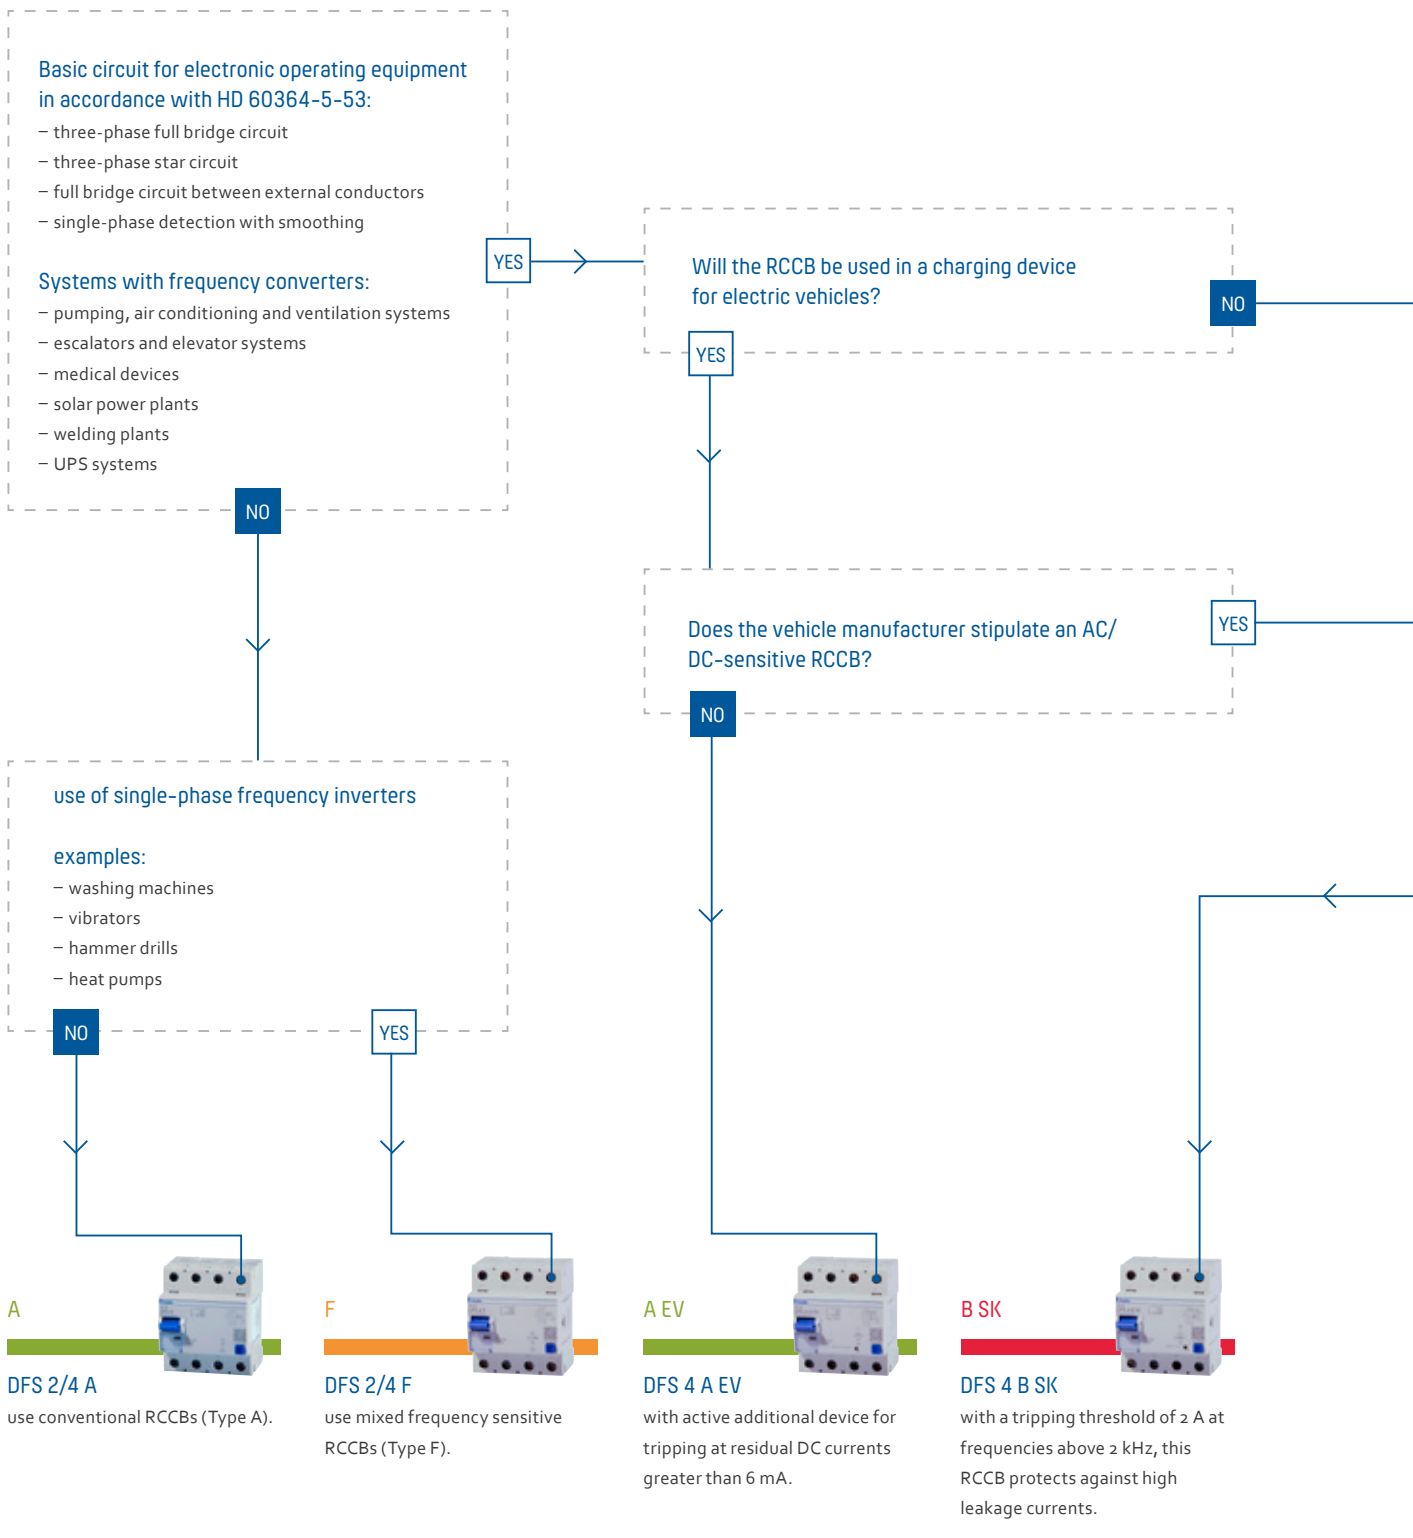 Basic circuit for electronic operating equipment
in accordance with HD 60364-5-53:
– three-phase full bridge circuit
– three-phase star circuit
– full bridge circuit between external conductors
– single-phase detection with smoothing
Systems with frequency converters:
– pumping, air conditioning and ventilation systems
– escalators and elevator systems
– medical devices
– solar power plants
– welding plants
– UPS systems
YES
NO
Will the RCCB be used in a charging device
for electric vehicles?
NO
YES
Does the vehicle manufacturer stipulate an AC/
DC-sensitive RCCB?
YES
NO
use of single-phase frequency inverters
examples:
– washing machines
– vibrators
– hammer drills
– heat pumps
NO
YES
A
DFS 2/4 A
use conventional RCCBs (Type A).
F
DFS 2/4 F
use mixed frequency sensitive
RCCBs (Type F).
A EV
DFS 4 A EV
with active additional device for
tripping at residual DC currents
greater than 6 mA.
B SK
DFS 4 B SK
with a tripping threshold of 2 A at
frequencies above 2 kHz, this
RCCB protects against high
leakage currents.